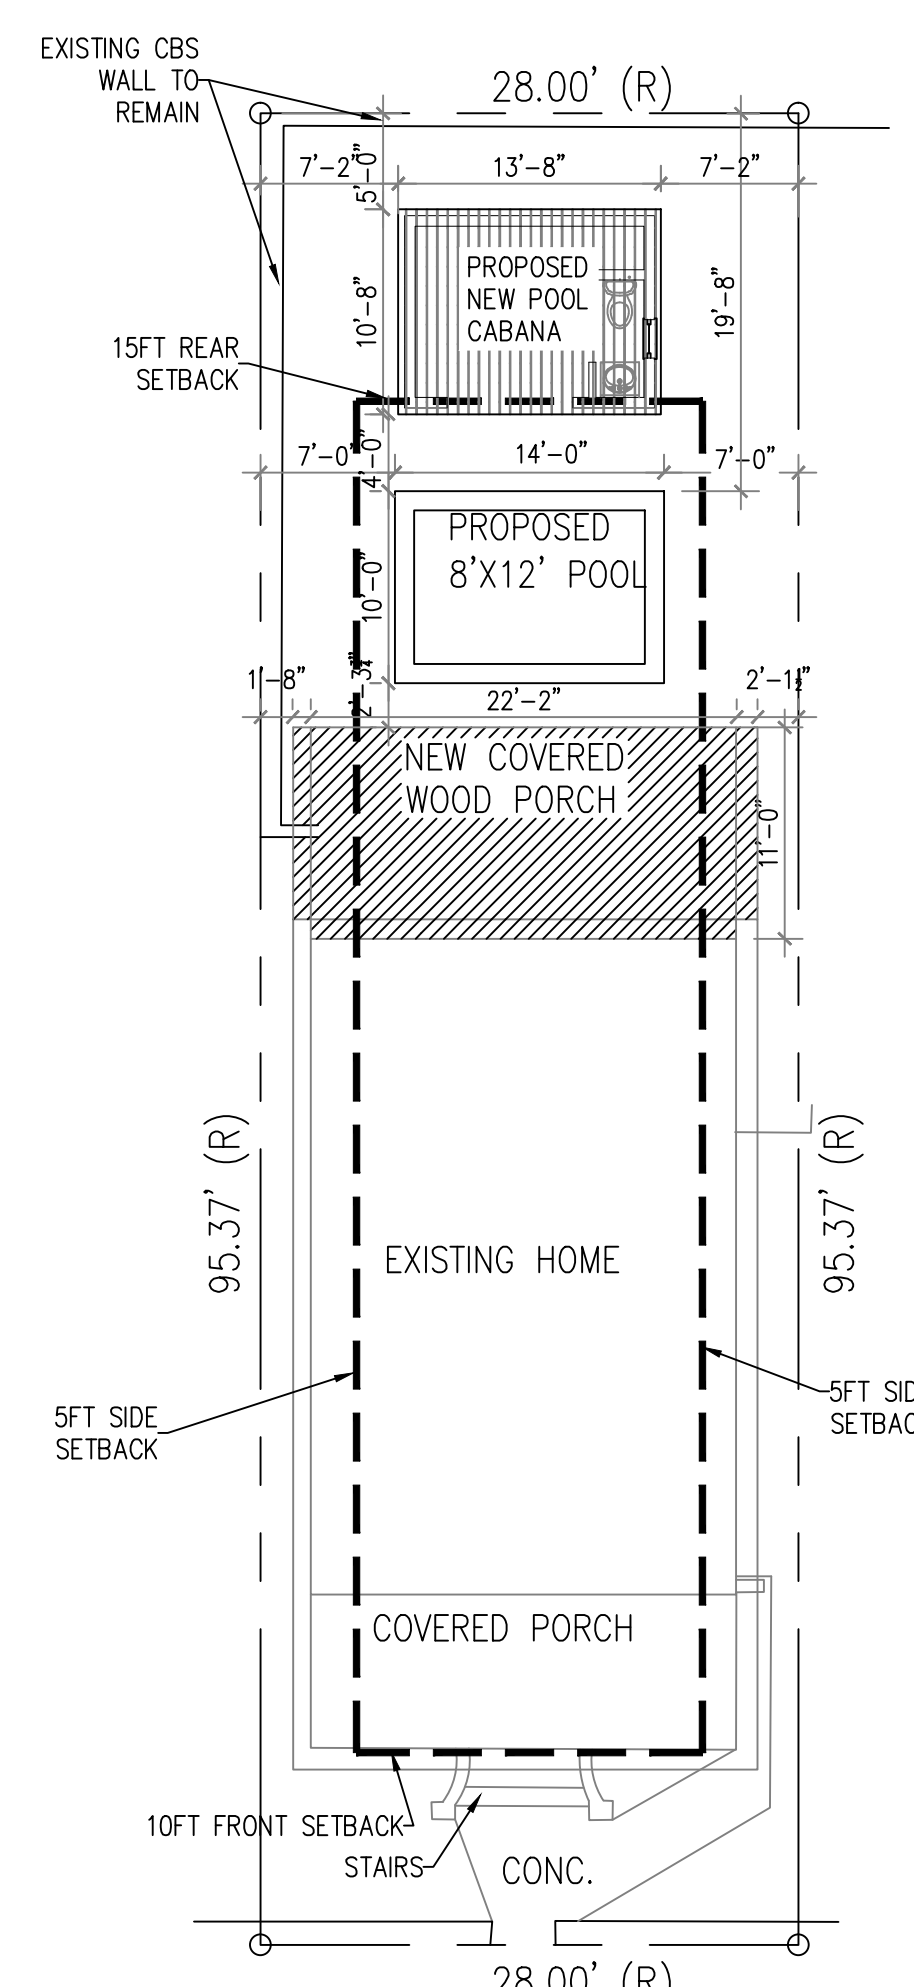 EXISTING CBS
WALL TO
REMAIN
28.00' (R)
7'-2"
5'-0"
13'-8"
7'-2"
PROPOSED
NEW POOL
CABANA
10'-8"
19'-8"
15FT REAR
SETBACK
7'-0"
4'-0"
14'-0"
7'-0"
PROPOSED
8'X12' POOL
10'-0"
1'-8"
22'-2"
NEW COVERED
WOOD PORCH
11'-0"
95.37' (R)
95.37' (R)
EXISTING HOME
5FT SIDE
SETBACK
5FT
COVERED PORCH
10FT FRONT SETBACK
STAIRS
CONC.
28.00' (R)